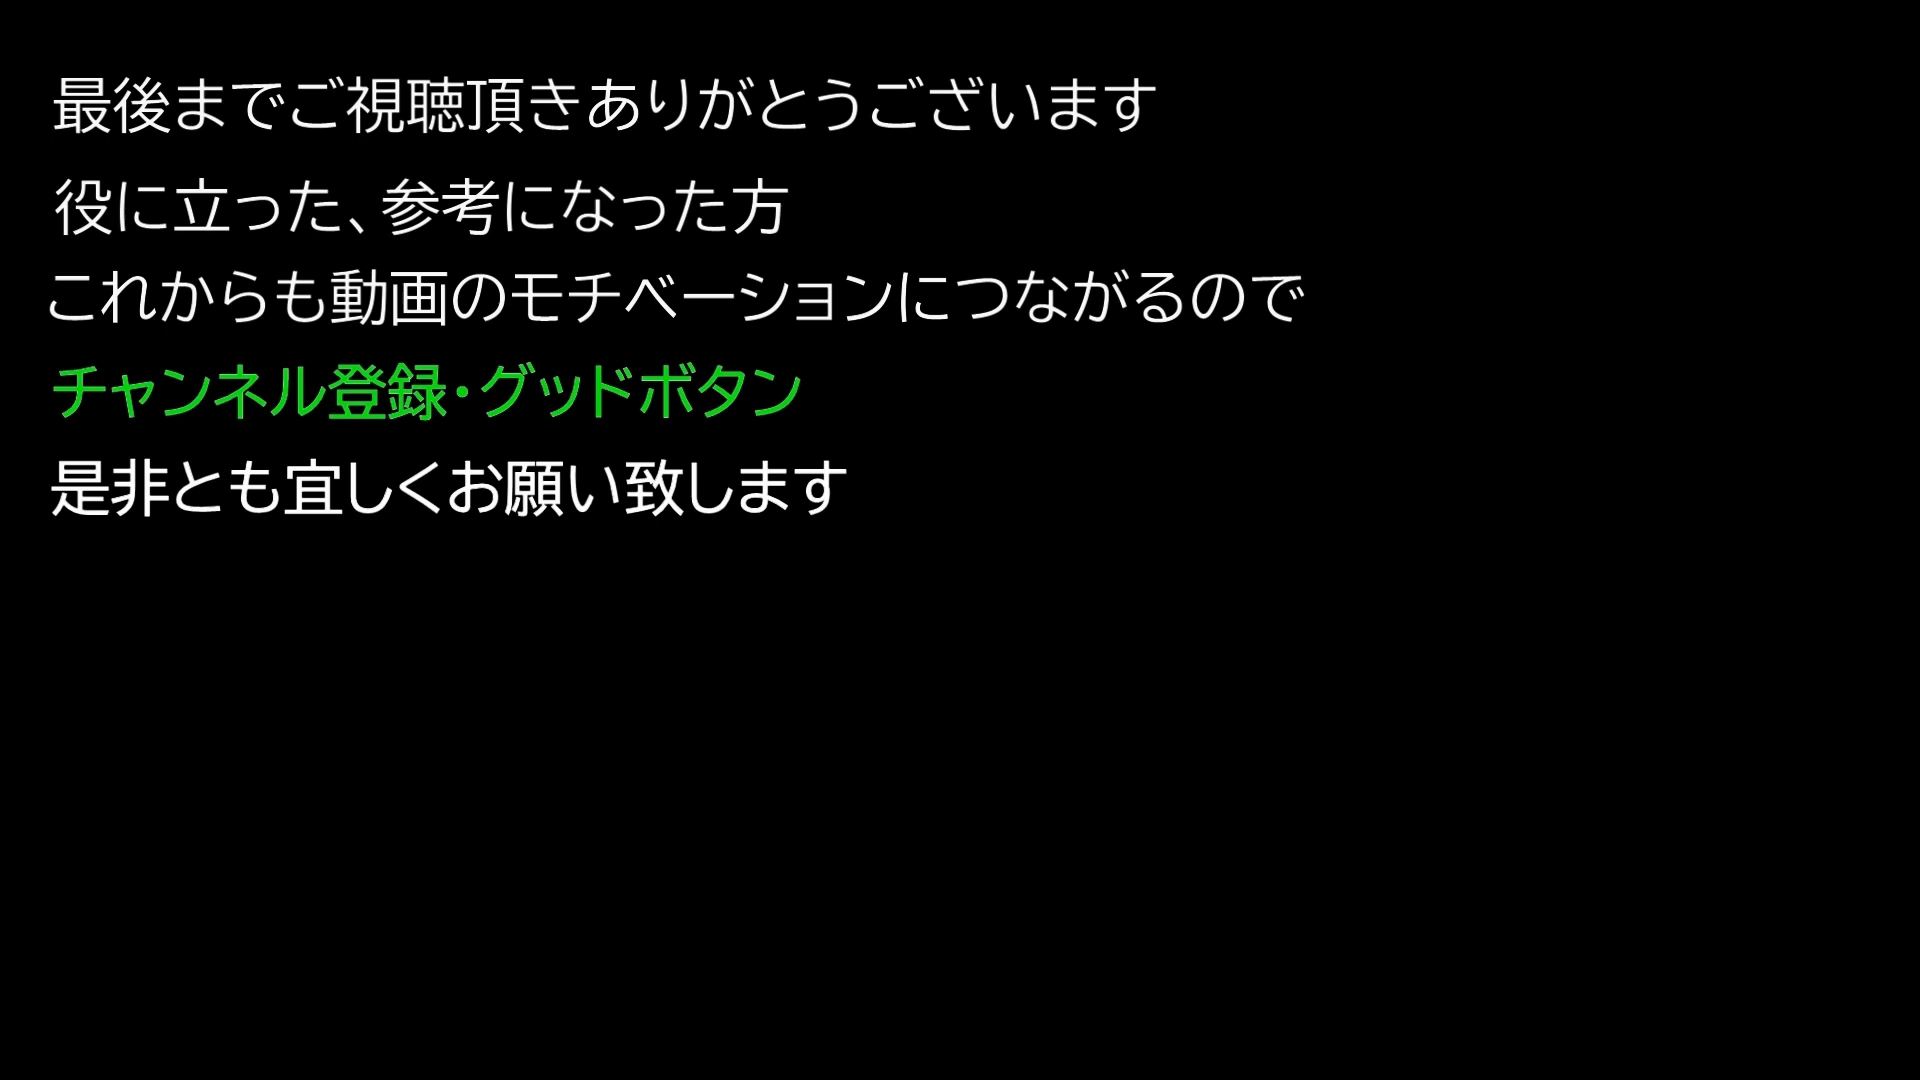 最後までご視聴頂きありがとうございます
役に立った、参考になった方
これからも動画のモチベーションにつながるので
チャンネル登録・グッドボタン
是非とも宜しくお願い致します